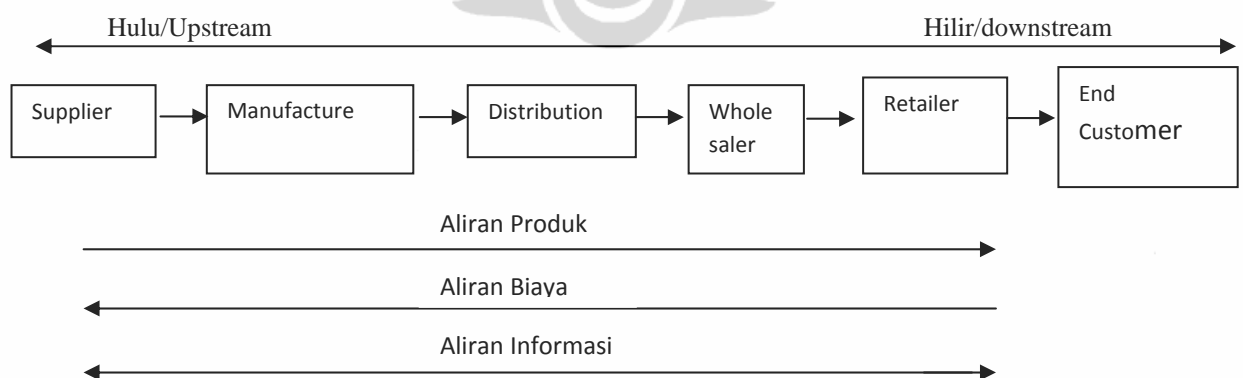 Hulu/Upstream
Hilir/downstream
Supplier
Manufacture
Distribution
Whole
saler
Retailer
End
Customer
Aliran Produk
Aliran Biaya
Aliran Informasi